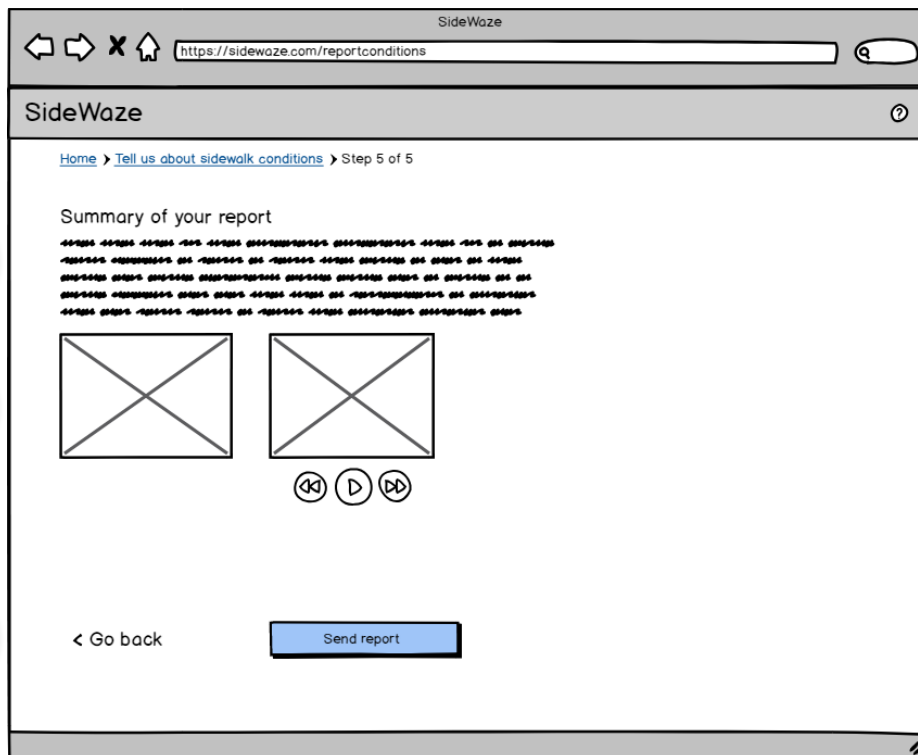 SideWaze
https://sidewaze.com/reportconditions
SideWaze
Home Tell us about sidewalk conditions Step 5 of 5
Summary of your report
< Go back
Send report